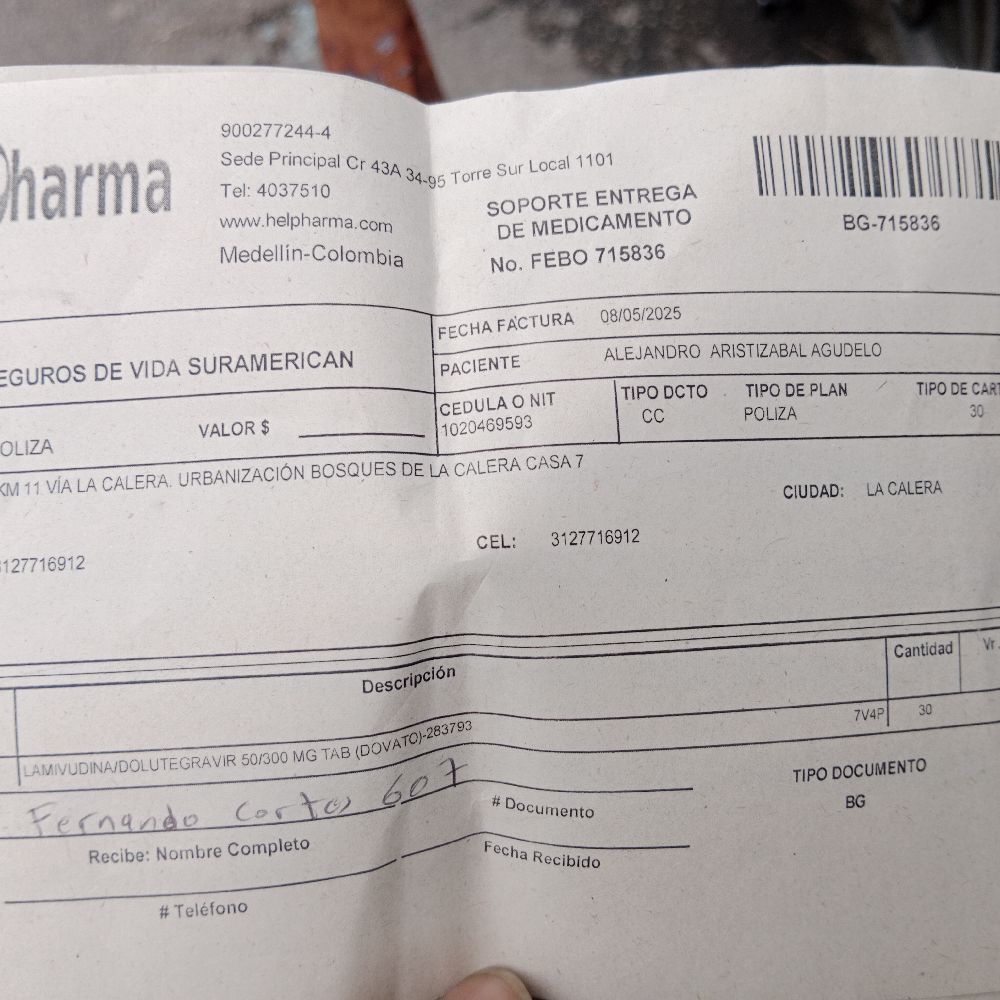 Pharma
900277244-4
Sede Principal Cr 43A 34-95 Torre Sur Local 1101
Tel: 4037510
www.helpharma.com
Medellín-Colombia
SOPORTE ENTREGA
DE MEDICAMENTO
No. FEBO 715836
BG-715836
FECHA FACTURA 08/05/2025
EGUROS DE VIDA SURAMERICAN
PACIENTE ALEJANDRO ARISTIZABAL AGUDELO
CEDULA O NIT
1020469593
TIPO DCTO
CC
TIPO DE PLAN
POLIZA
TIPO DE CART
30
OLIZA VALOR $
KM 11 VÍA LA CALERA. URBANIZACIÓN BOSQUES DE LA CALERA CASA 7
CIUDAD: LA CALERA
3127716912 CEL: 3127716912
Descripción Cantidad Vr.
LAMIVUDINA/DOLUTEGRAVIR 50/300 MG TAB (DOVATO)-283793 7V4P 30
Fernando Cortes 607
Recibe: Nombre Completo
# Documento
TIPO DOCUMENTO
BG
Fecha Recibido
# Teléfono